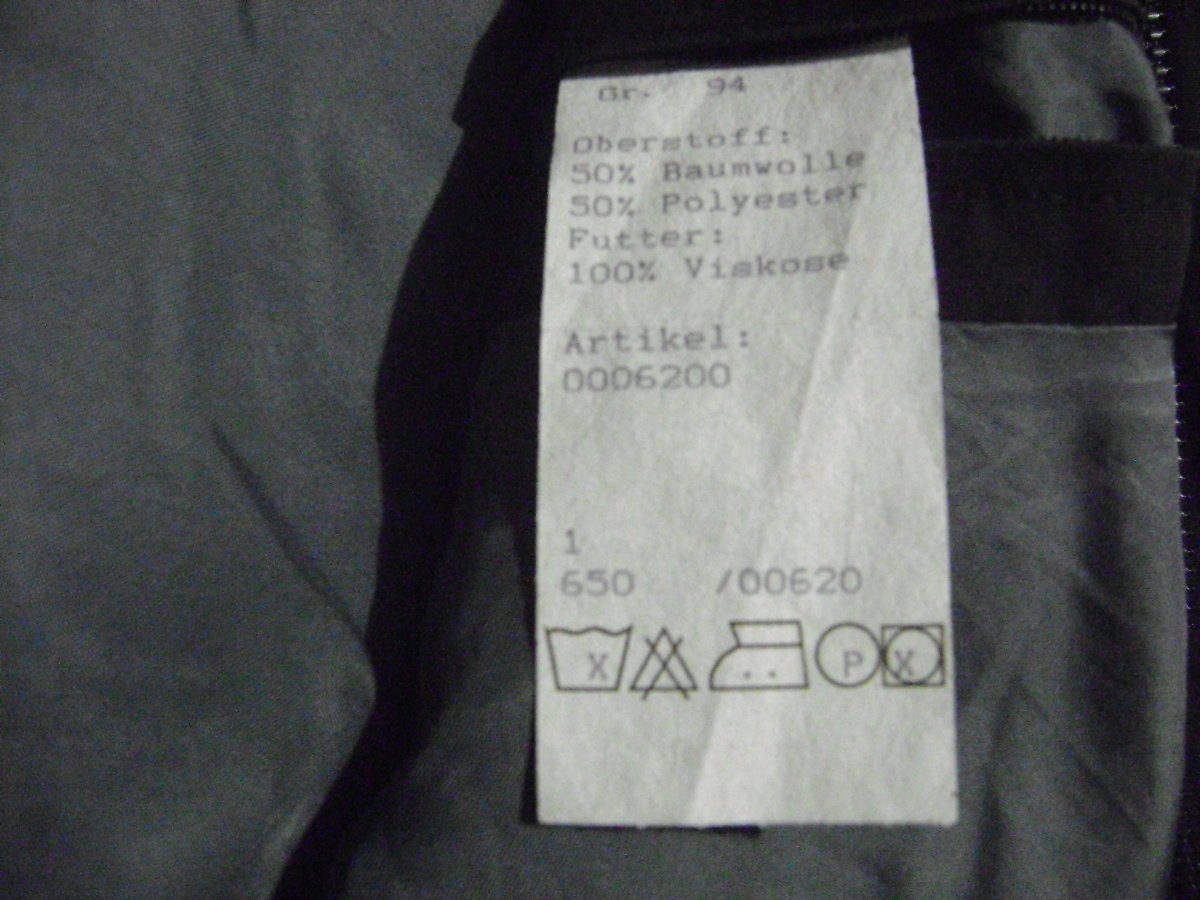 Gr. 94
Oberstoff:
50% Baumwolle
50% Polyester
Futter:
100% Viskose
Artikel:
0006200
1
650 /00620
X P X